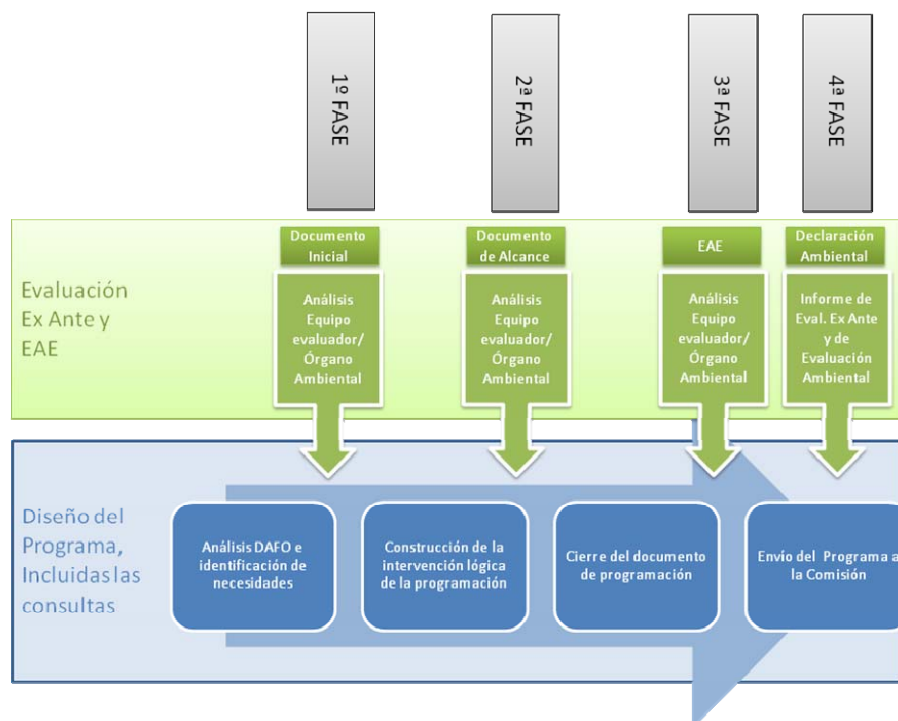 1º FASE
2ª FASE
3ª FASE
4ª FASE
Evaluación
Ex Ante y
EAE
Documento
Inicial
Análisis
Equipo
evaluador/
Órgano
Ambiental
Documento
de Alcance
Análisis
Equipo
evaluador/
Órgano
Ambiental
EAE
Análisis
Equipo
evaluador/
Órgano
Ambiental
Declaración
Ambiental
Informe de
Eval. Ex Ante
y de
Evaluación
Ambiental
Diseño del
Programa,
Incluidas las
consultas
Análisis DAFO e
identificación de
necesidades
Construcción de la
intervención lógica
de la programación
Cierre del documento
de programación
Envío del Programa a
la Comisión